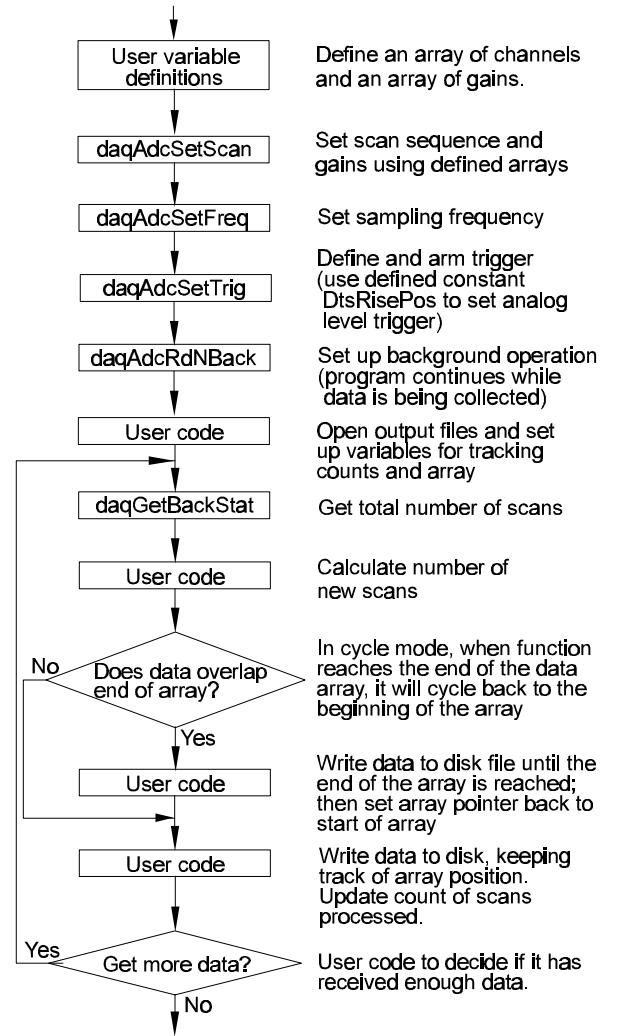 User variable
definitions
Define an array of channels
and an array of gains.
daqAdcSetScan
Set scan sequence and
gains using defined arrays
daqAdcSetFreq
Set sampling frequency
daqAdcSetTrig
Define and arm trigger
(use defined constant
DtsRisePos to set analog
level trigger)
daqAdcRdNBack
Set up background operation
(program continues while
data is being collected)
User code
Open output files and set
up variables for tracking
counts and array
daqGetBackStat
Get total number of scans
User code
Calculate number of
new scans
No
Does data overlap
end of array?
In cycle mode, when function
reaches the end of the data
array, it will cycle back to the
beginning of the array
Yes
User code
Write data to disk file until the
end of the array is reached;
then set array pointer back to
start of array
User code
Write data to disk, keeping
track of array position.
Update count of scans
processed.
Yes
Get more data?
User code to decide if it has
received enough data.
No